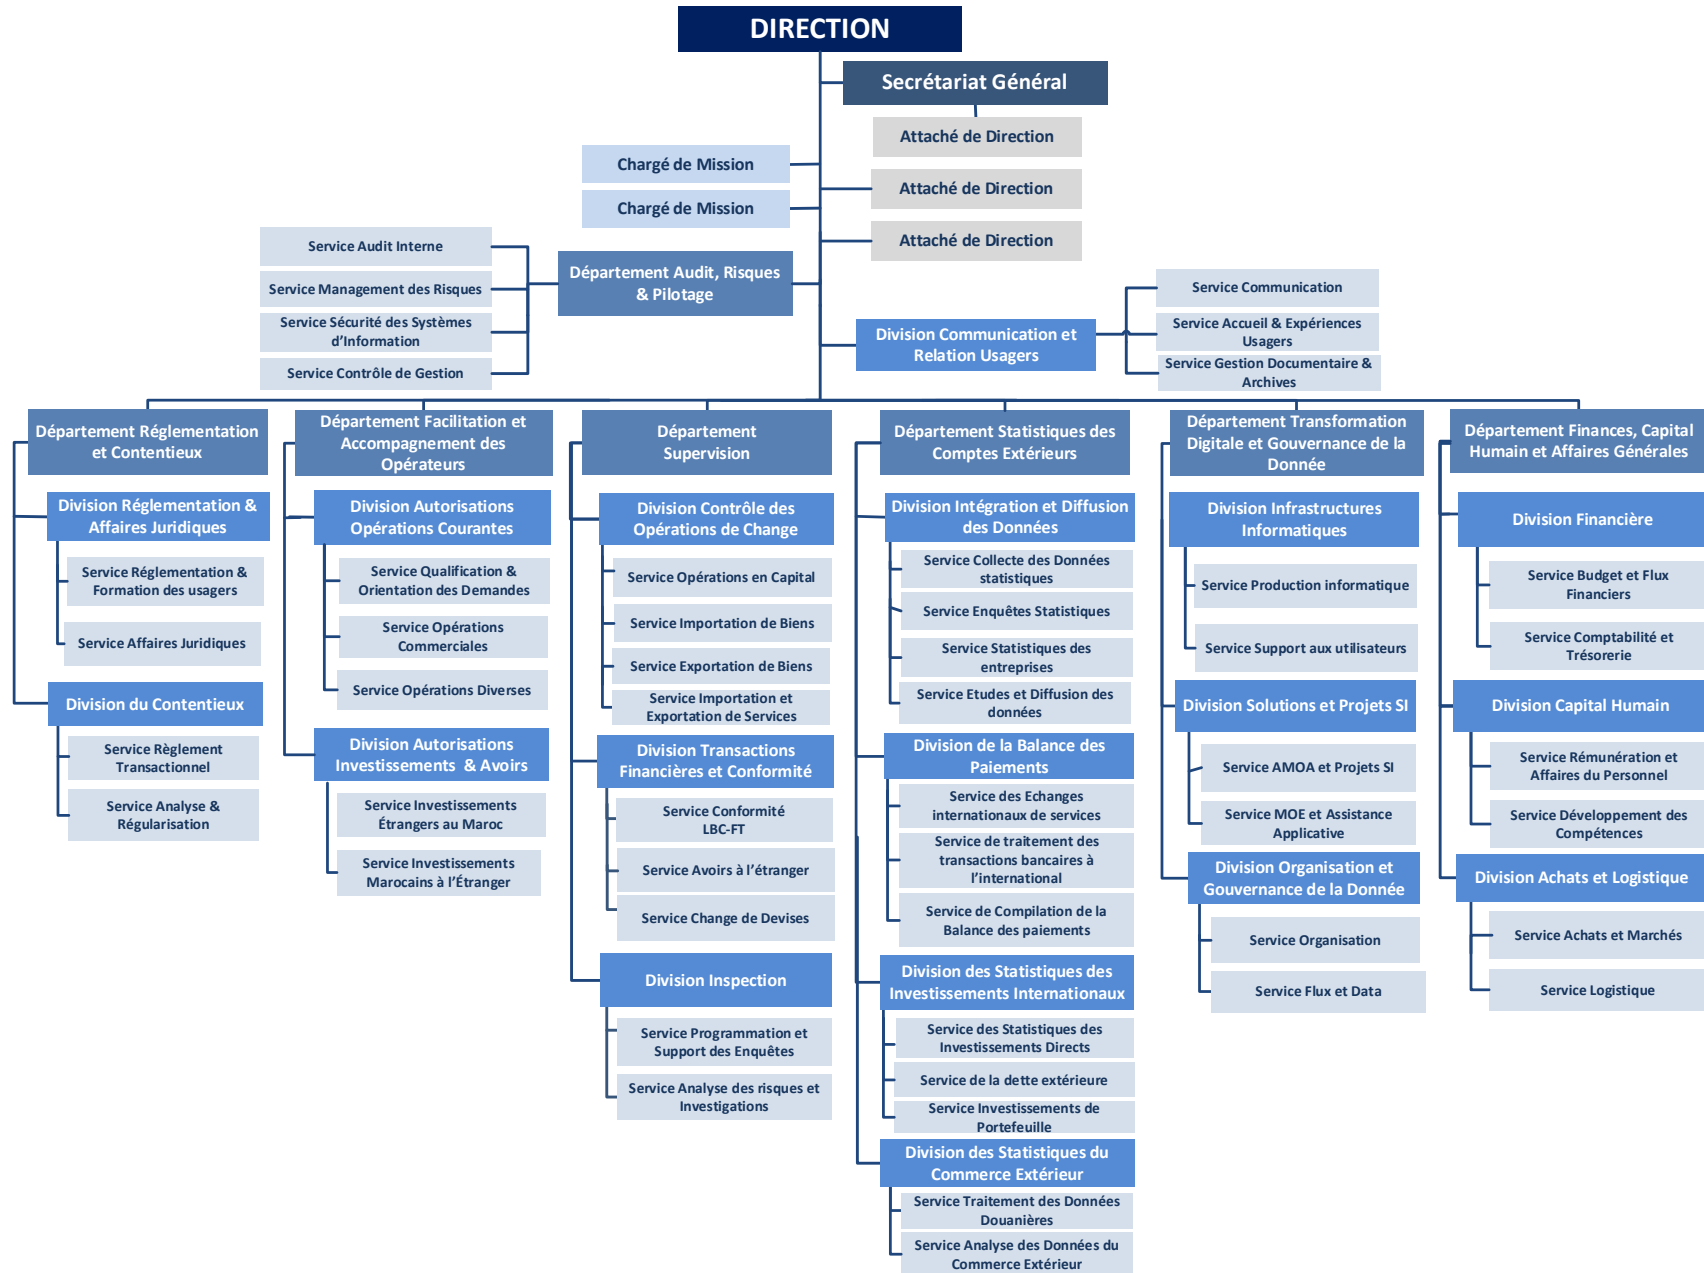 DIRECTION
Secrétariat Général
Attaché de Direction
Chargé de Mission
Attaché de Direction
Chargé de Mission
Attaché de Direction
Service Audit Interne
Service Management des Risques
Service Sécurité des Systèmes
d’Information
Service Contrôle de Gestion
Département Audit, Risques
& Pilotage
Division Communication et
Relation Usagers
Service Communication
Service Accueil & Expériences
Usagers
Service Gestion Documentaire &
Archives
Département Réglementation
et Contentieux
Division Réglementation &
Affaires Juridiques
Service Réglementation &
Formation des usagers
Service Affaires Juridiques
Division du Contentieux
Service Règlement
Transactionnel
Service Analyse &
Régularisation
Département Facilitation et
Accompagnement des
Opérateurs
Division Autorisations
Opérations Courantes
Service Qualification &
Orientation des Demandes
Service Opérations
Commerciales
Service Opérations Diverses
Division Autorisations
Investissements & Avoirs
Service Investissements
Étrangers au Maroc
Service Investissements
Marocains à l’Étranger
Département
Supervision
Division Contrôle des
Opérations de Change
Service Opérations en Capital
Service Importation de Biens
Service Exportation de Biens
Service Importation et
Exportation de Services
Division Transactions
Financières et Conformité
Service Conformité
LBC-FT
Service Avoirs à l’étranger
Service Change de Devises
Division Inspection
Service Programmation et
Support des Enquêtes
Service Analyse des risques et
Investigations
Département Statistiques des
Comptes Extérieurs
Division Intégration et Diffusion
des Données
Service Collecte des Données
statistiques
Service Enquêtes Statistiques
Service Statistiques des
entreprises
Service Etudes et Diffusion des
données
Division de la Balance des
Paiements
Service des Echanges
internationaux de services
Service de traitement des
transactions bancaires à
l’international
Service de Compilation de la
Balance des paiements
Division des Statistiques des
Investissements Internationaux
Service des Statistiques des
Investissements Directs
Service de la dette extérieure
Service Investissements de
Portefeuille
Division des Statistiques du
Commerce Extérieur
Service Traitement des Données
Douanières
Service Analyse des Données du
Commerce Extérieur
Département Transformation
Digitale et Gouvernance de la
Donnée
Division Infrastructures
Informatiques
Service Production informatique
Service Support aux utilisateurs
Division Solutions et Projets SI
Service AMOA et Projets SI
Service MOE et Assistance
Applicative
Division Organisation et
Gouvernance de la Donnée
Service Organisation
Service Flux et Data
Département Finances, Capital
Humain et Affaires Générales
Division Financière
Service Budget et Flux
Financiers
Service Comptabilité et
Trésorerie
Division Capital Humain
Service Rémunération et
Affaires du Personnel
Service Développement des
Compétences
Division Achats et Logistique
Service Achats et Marchés
Service Logistique